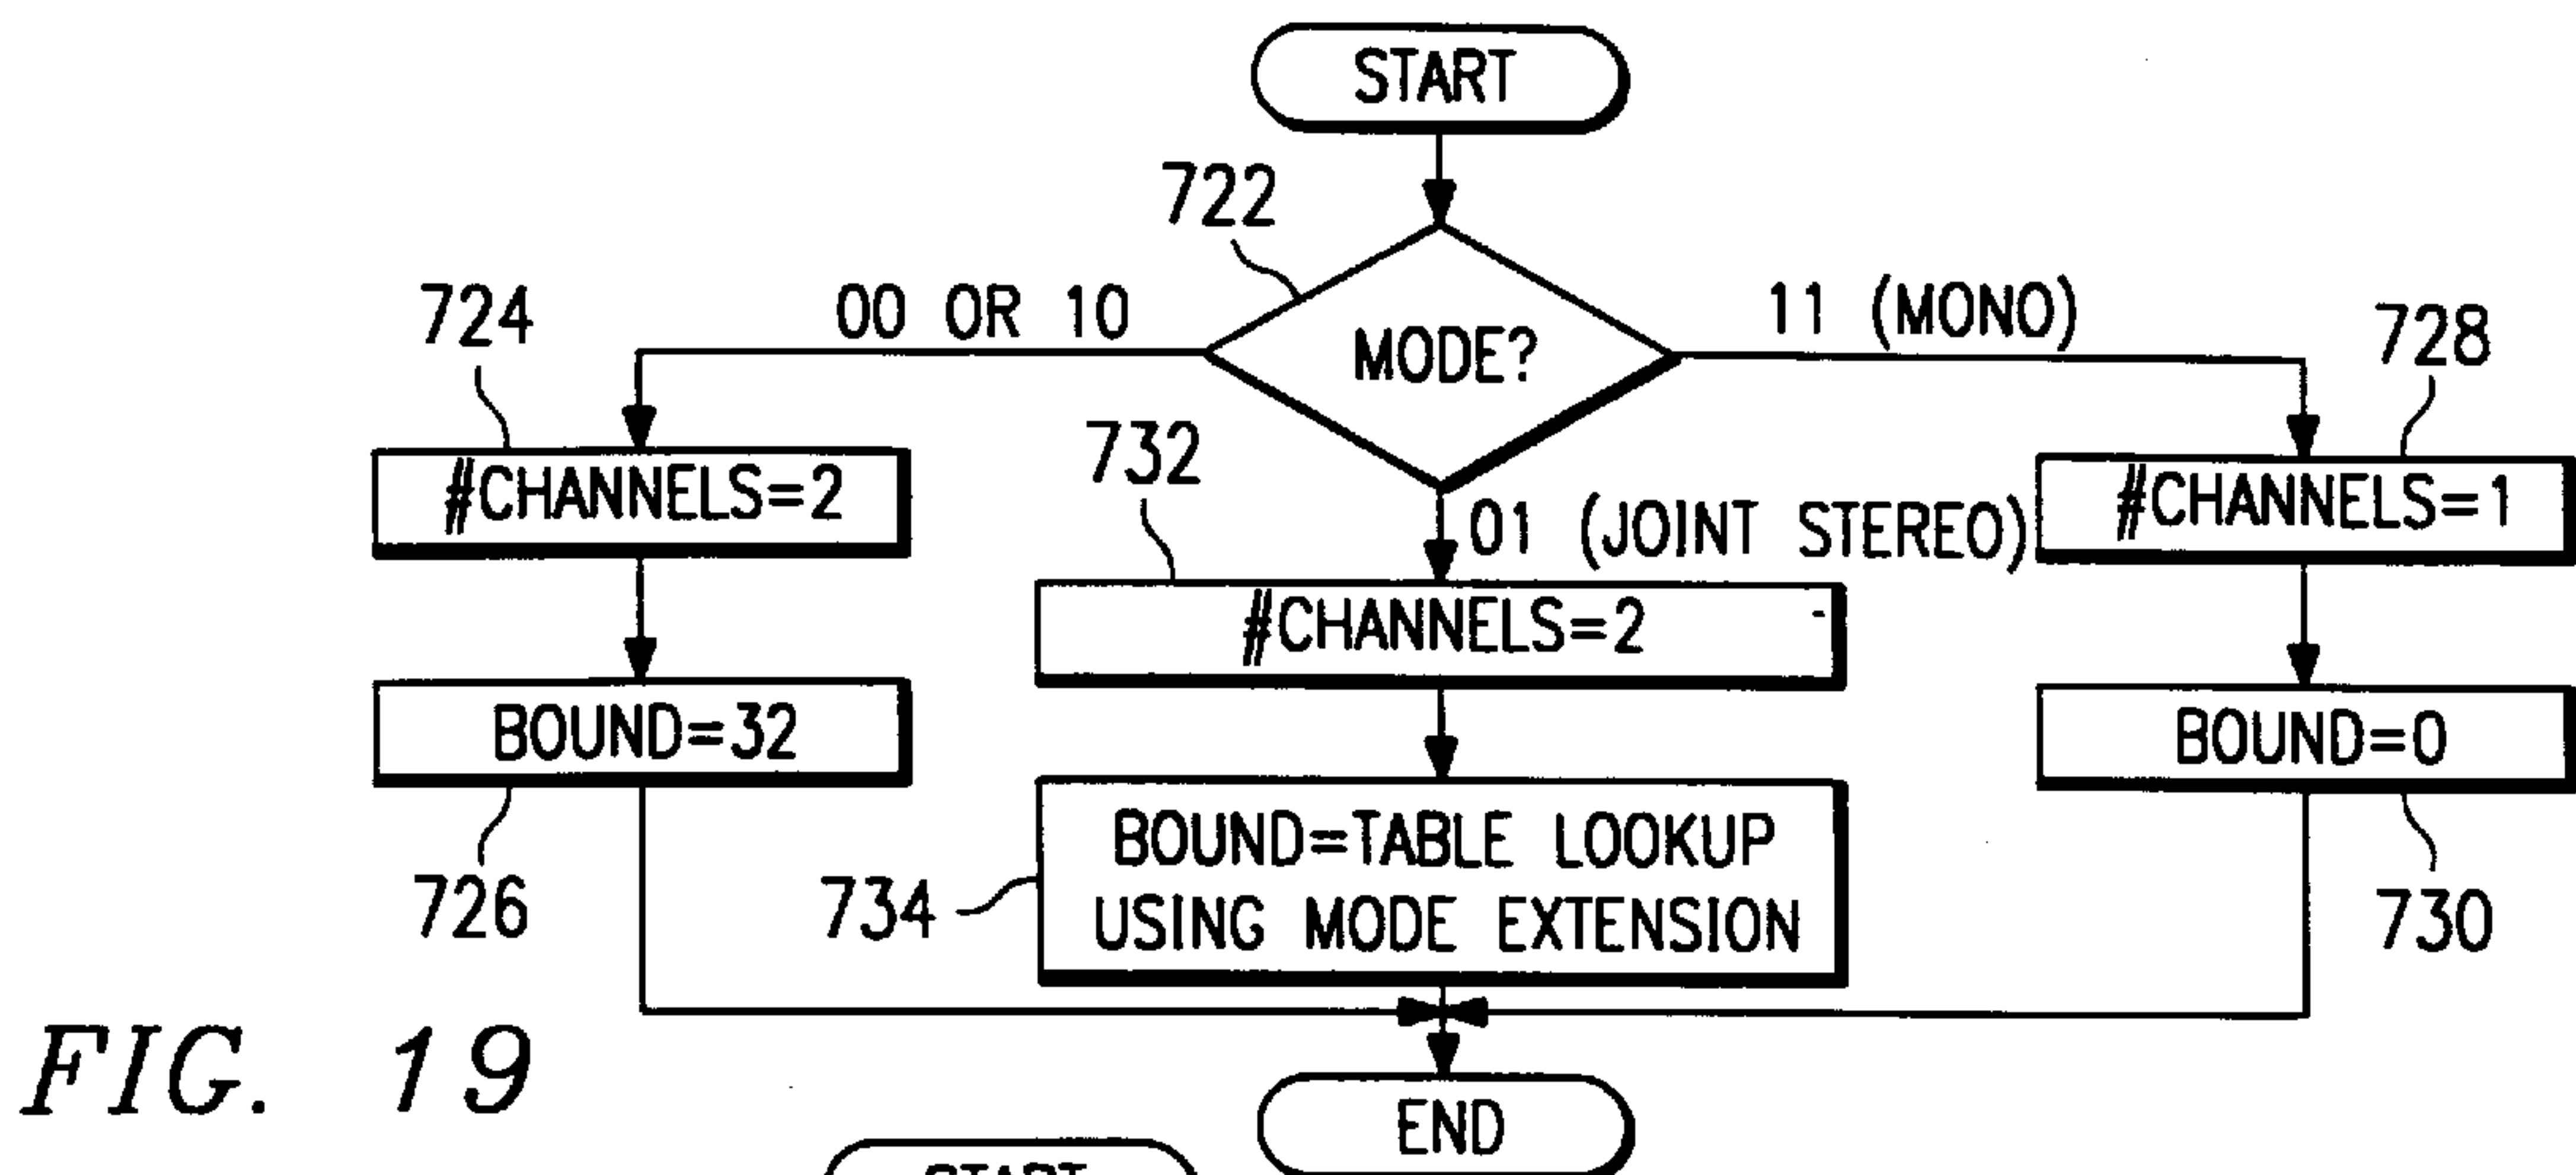 START
722
MODE?
00 OR 10
11 (MONO)
01 (JOINT STEREO)
724
#CHANNELS=2
732
#CHANNELS=2
728
#CHANNELS=1
BOUND=32
726
734
BOUND=TABLE LOOKUP
USING MODE EXTENSION
BOUND=0
730
FIG. 19
END
START